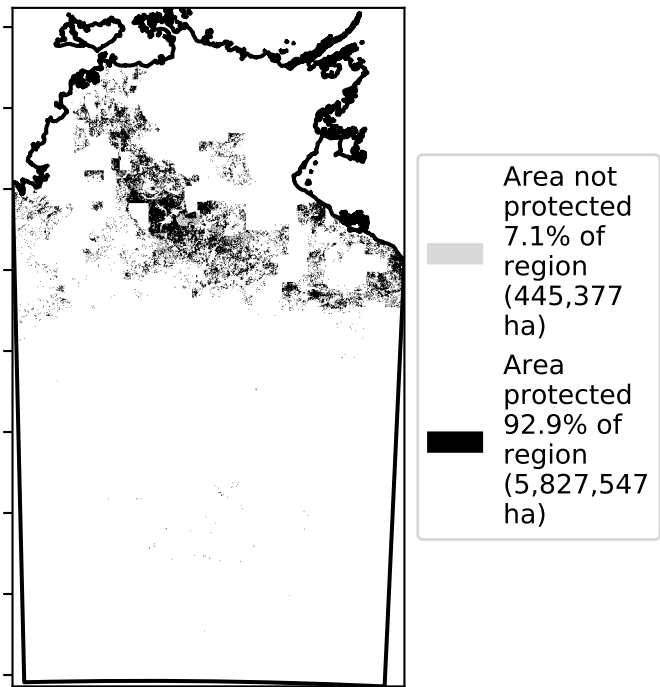 Area not
protected
7.1% of
region
(445,377
ha)
Area
protected
92.9% of
region
(5,827,547
ha)